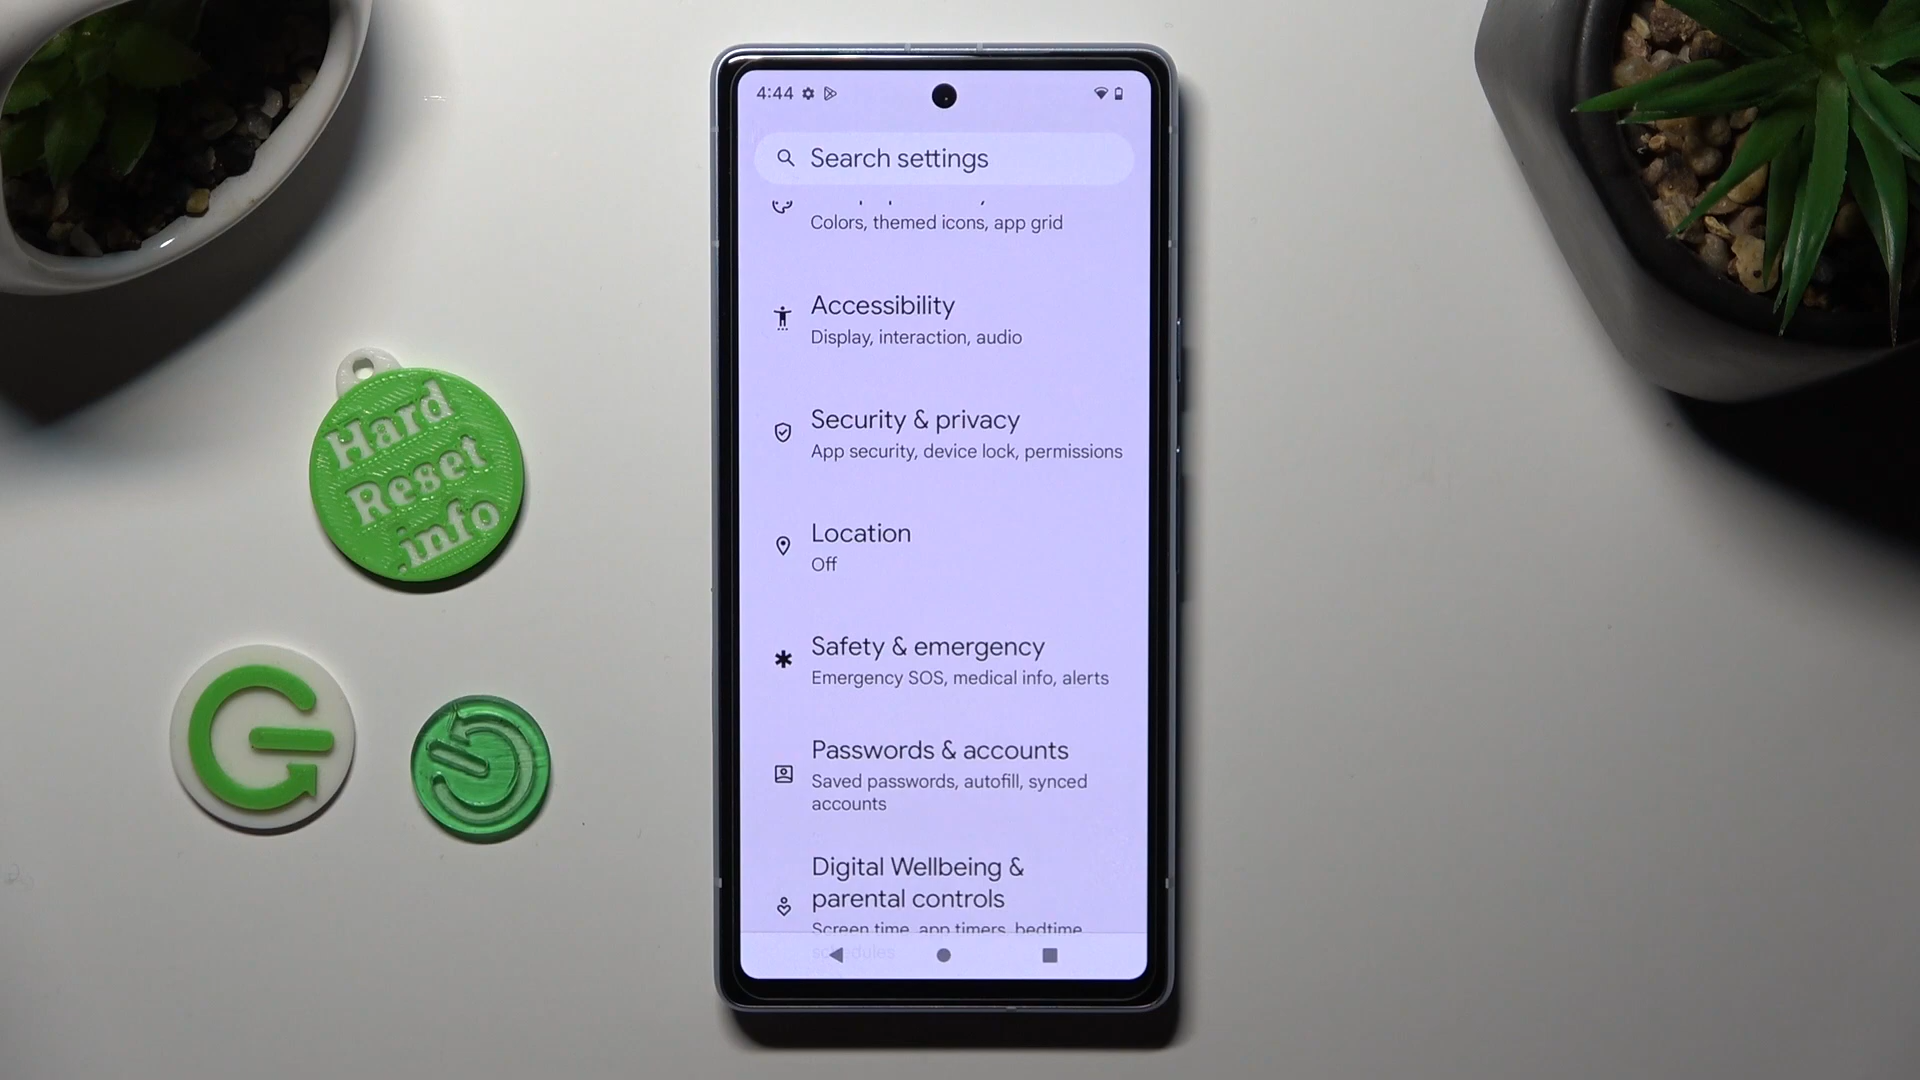 4:44
Search settings
Colors, themed icons, app grid
Accessibility
Display, interaction, audio
Security & privacy
App security, device lock, permissions
Location
Off
Safety & emergency
Emergency SOS, medical info, alerts
Passwords & accounts
Saved passwords, autofill, synced
accounts
Digital Wellbeing &
parental controls
Screen time, app timers, bedtime
schedules
Hard
Reset
.info